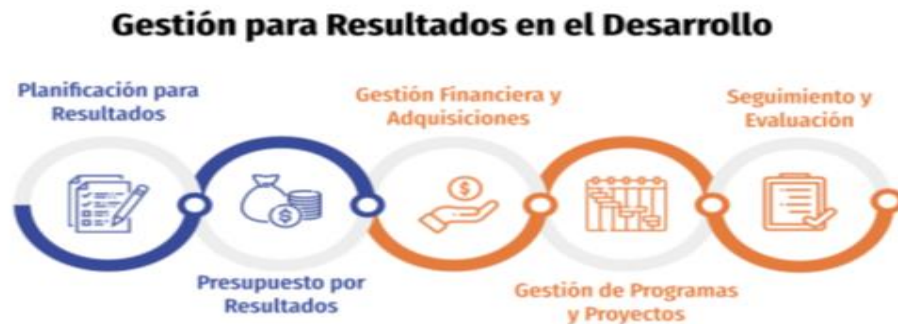 Gestión para Resultados en el Desarrollo
Planificación para
Resultados
Presupuesto por
Resultados
Gestión Financiera y
Adquisiciones
Gestión de Programas
y Proyectos
Seguimiento y
Evaluación